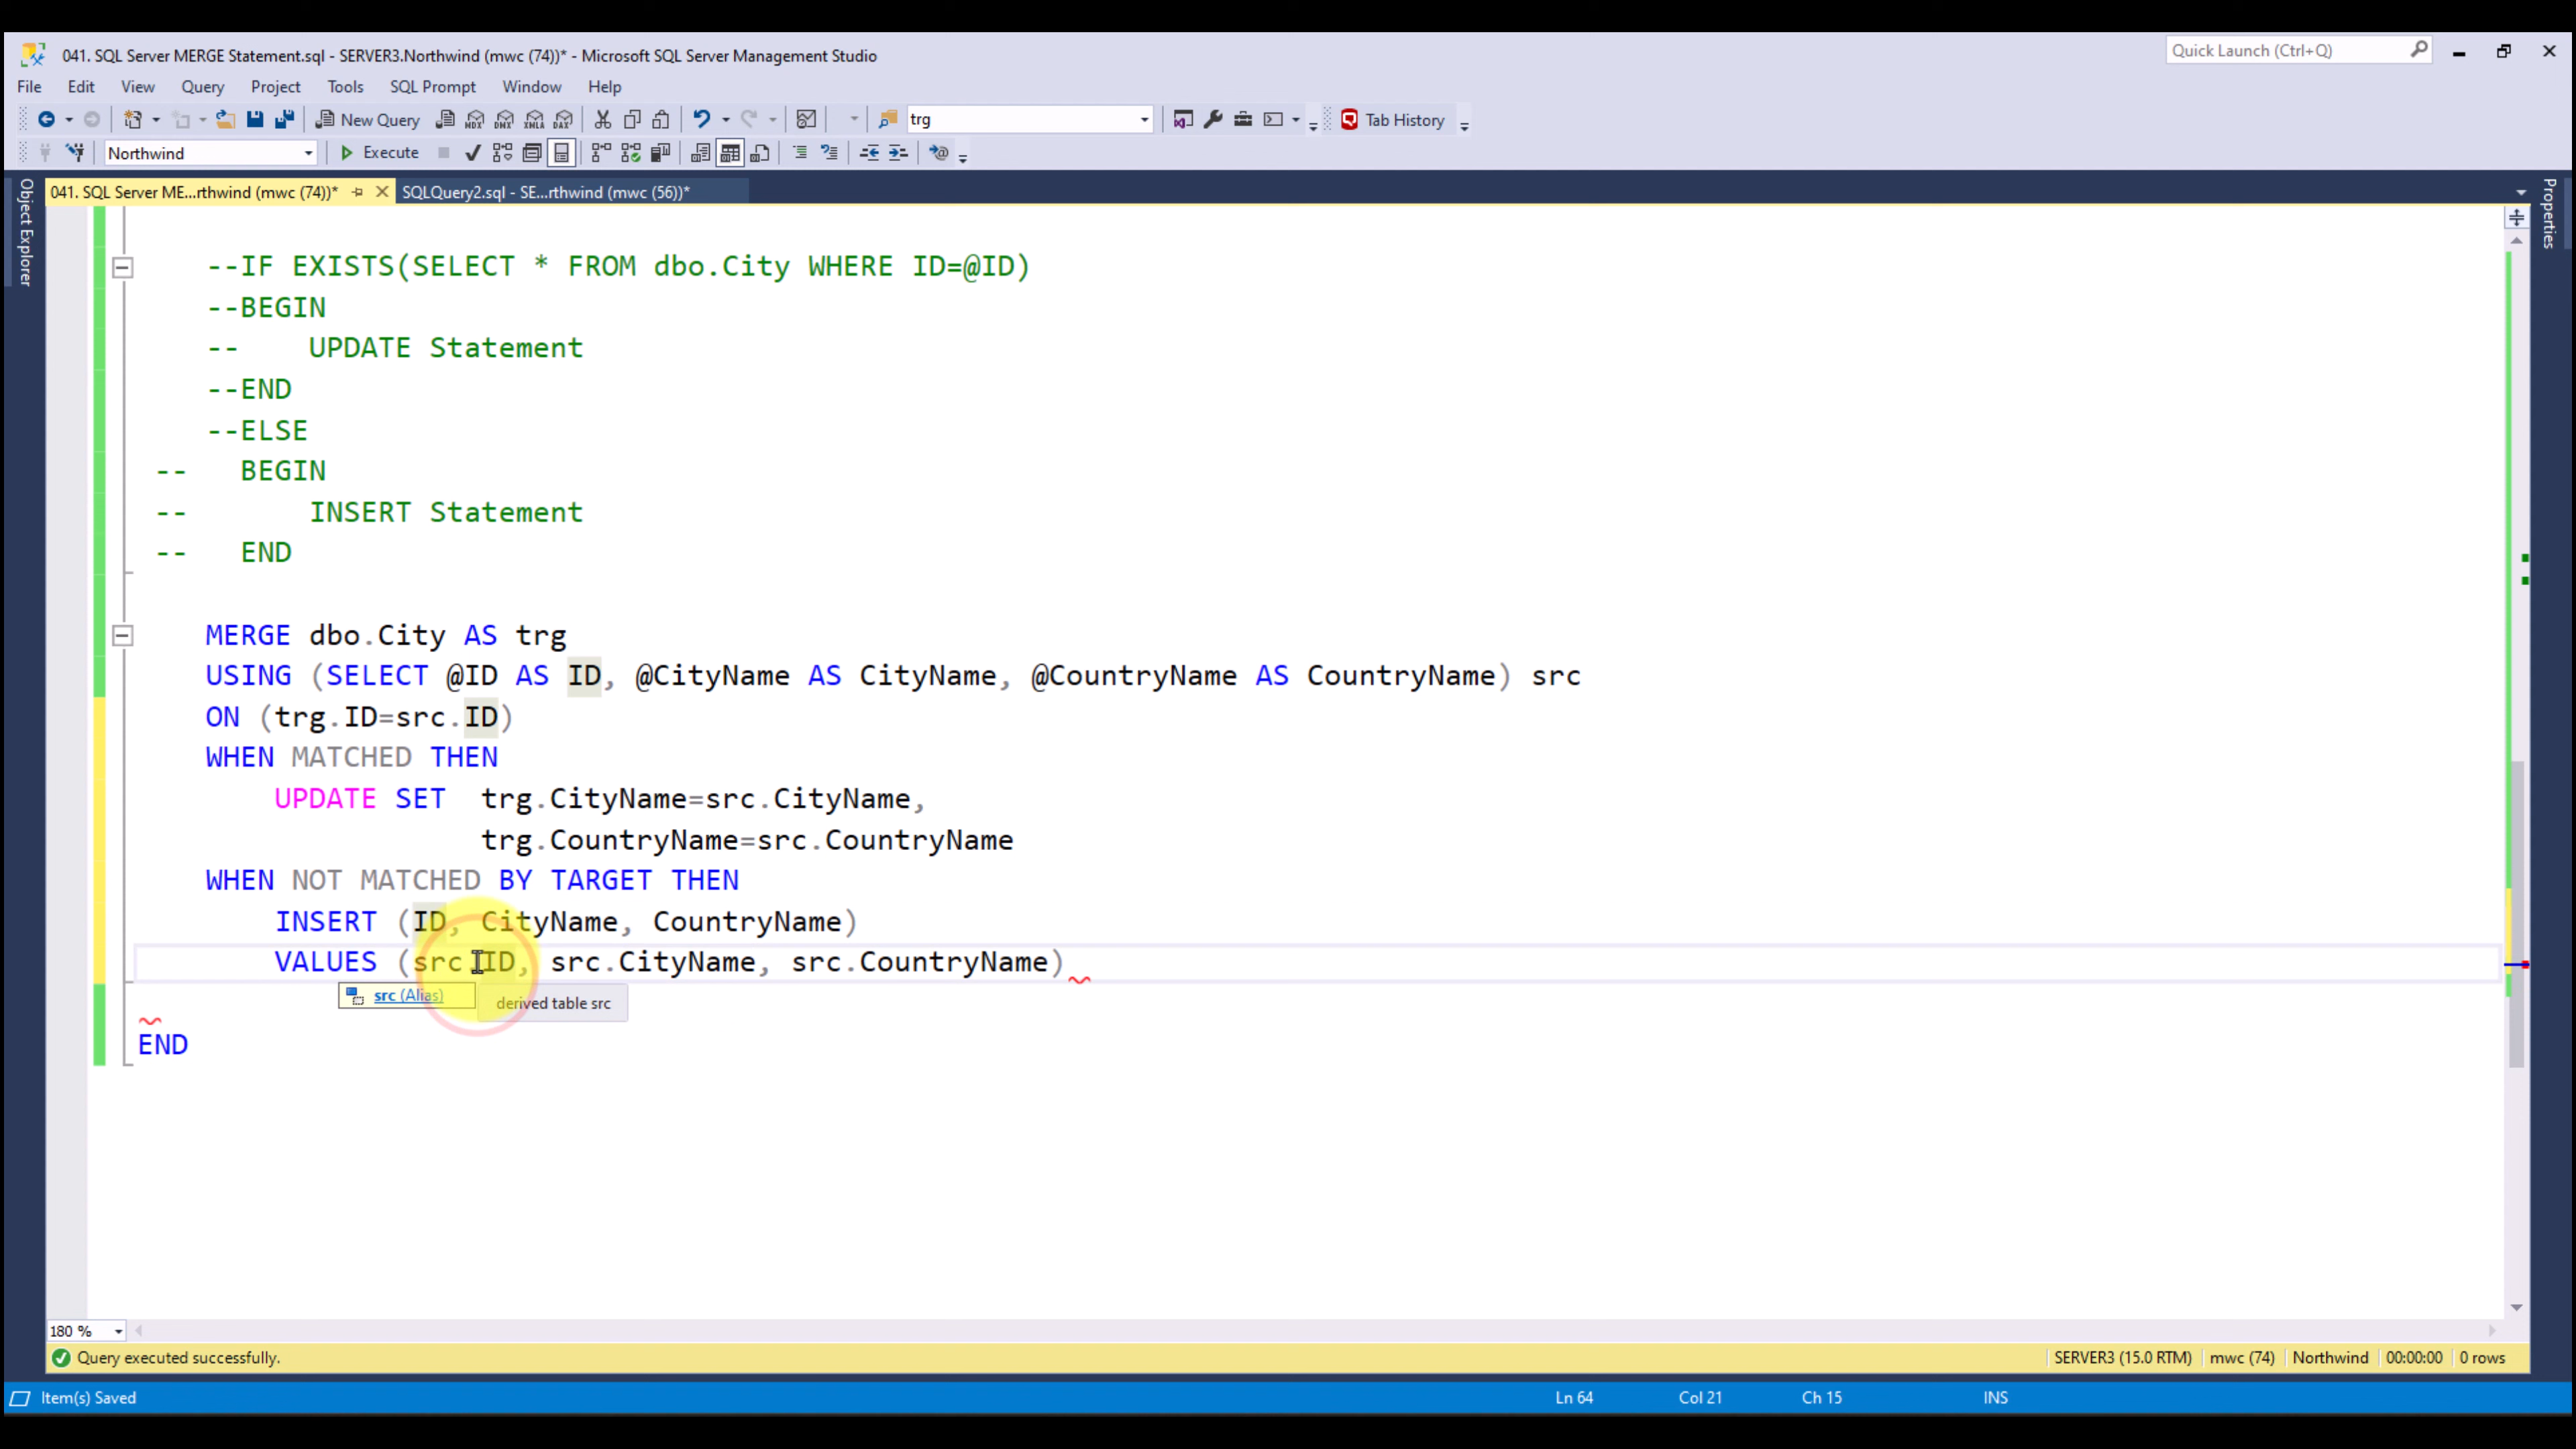 041. SQL Server MERGE Statement.sql - SERVER3.Northwind (mwc (74))* - Microsoft SQL Server Management Studio
Quick Launch (Ctrl+Q)
File Edit View Query Project Tools SQL Prompt Window Help
New Query MDX DMX XMLA DAX trg Tab History
Northwind Execute
041. SQL Server ME...rthwind (mwc (74))* SQLQuery2.sql - SE...rthwind (mwc (56))*
Object Explorer
Properties
--IF EXISTS(SELECT * FROM dbo.City WHERE ID=@ID)
--BEGIN
-- UPDATE Statement
--END
--ELSE
-- BEGIN
-- INSERT Statement
-- END
MERGE dbo.City AS trg
USING (SELECT @ID AS ID, @CityName AS CityName, @CountryName AS CountryName) src
ON (trg.ID=src.ID)
WHEN MATCHED THEN
UPDATE SET trg.CityName=src.CityName,
trg.CountryName=src.CountryName
WHEN NOT MATCHED BY TARGET THEN
INSERT (ID, CityName, CountryName)
VALUES (src.ID, src.CityName, src.CountryName)
src (Alias) derived table src
END
180 %
Query executed successfully. SERVER3 (15.0 RTM) mwc (74) Northwind 00:00:00 0 rows
Item(s) Saved Ln 64 Col 21 Ch 15 INS